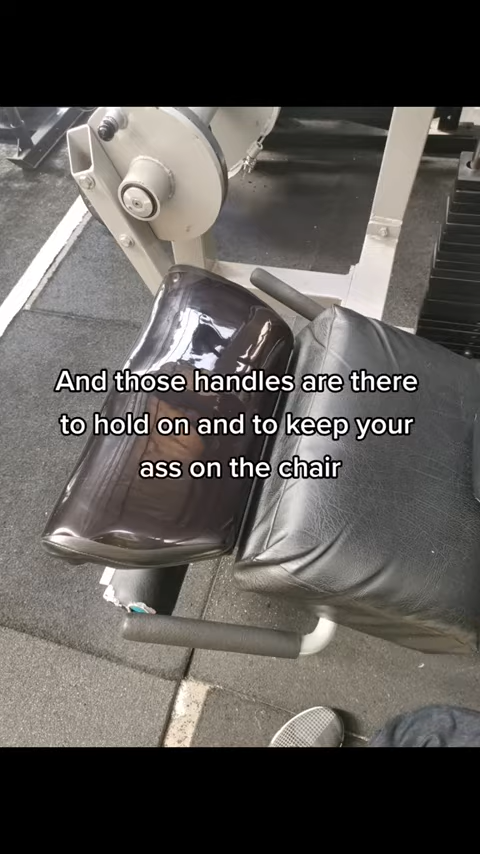 And those handles are there
to hold on and to keep your
ass on the chair